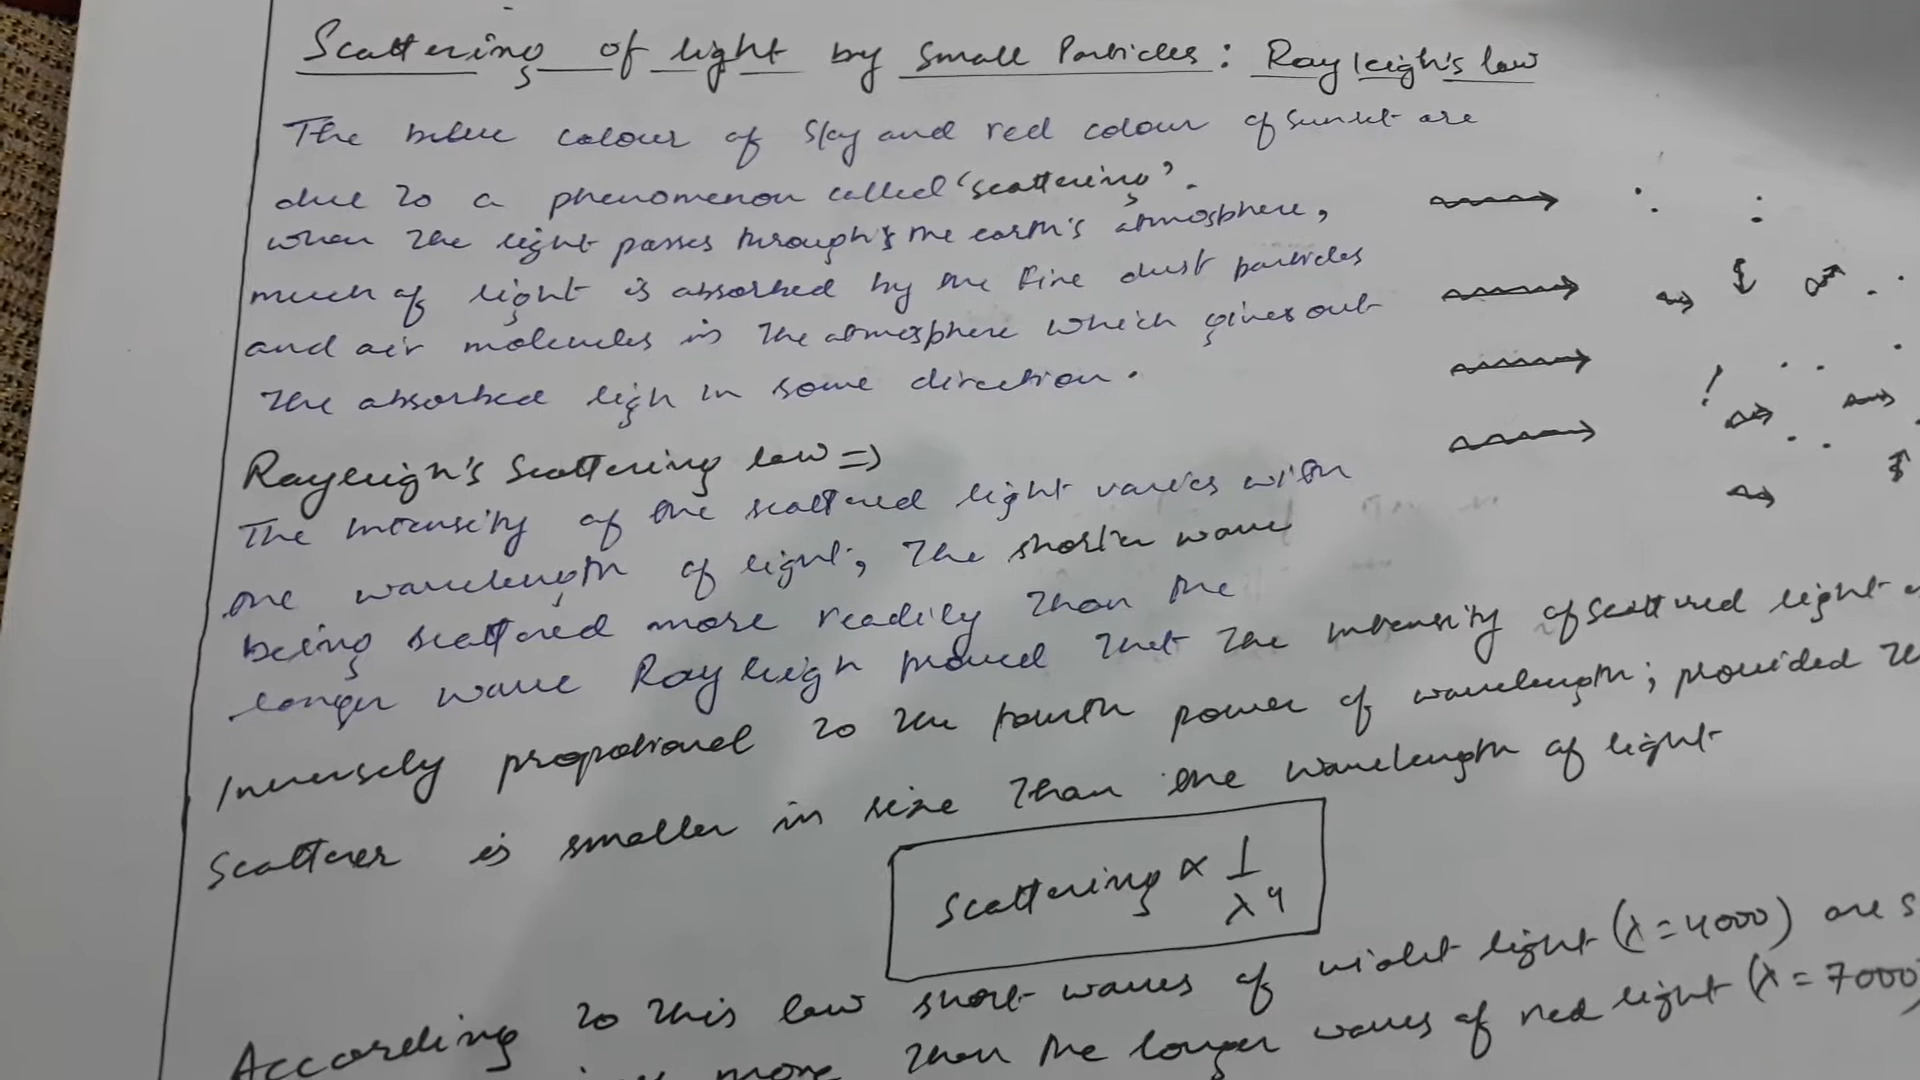 Scattering of light by Small Particles : Rayleigh's law
The blue colour of Sky and red colour of sunset are
due to a phenomenon called 'scattering'.
when the light passes through the earth's atmosphere,
much of light is absorbed by the fine dust particles
and air molecules in the atmosphere which gives out
the absorbed ligh in some direction.
Rayleigh's Scattering law =>
The intensity of the scattered light varies with
the wavelength of light, The shorter wave
being scattered more readily than the
longer wave Rayleigh proved that the intensity of scattered light
Inversely propotional to the fourth power of wavelength; provided
Scatterer is smaller in size than the wavelength of light
Scattering ∝ 1/λ⁴
According to this law short waves of violet light (λ = 4000) are
more than the longer waves of red light (λ = 7000)